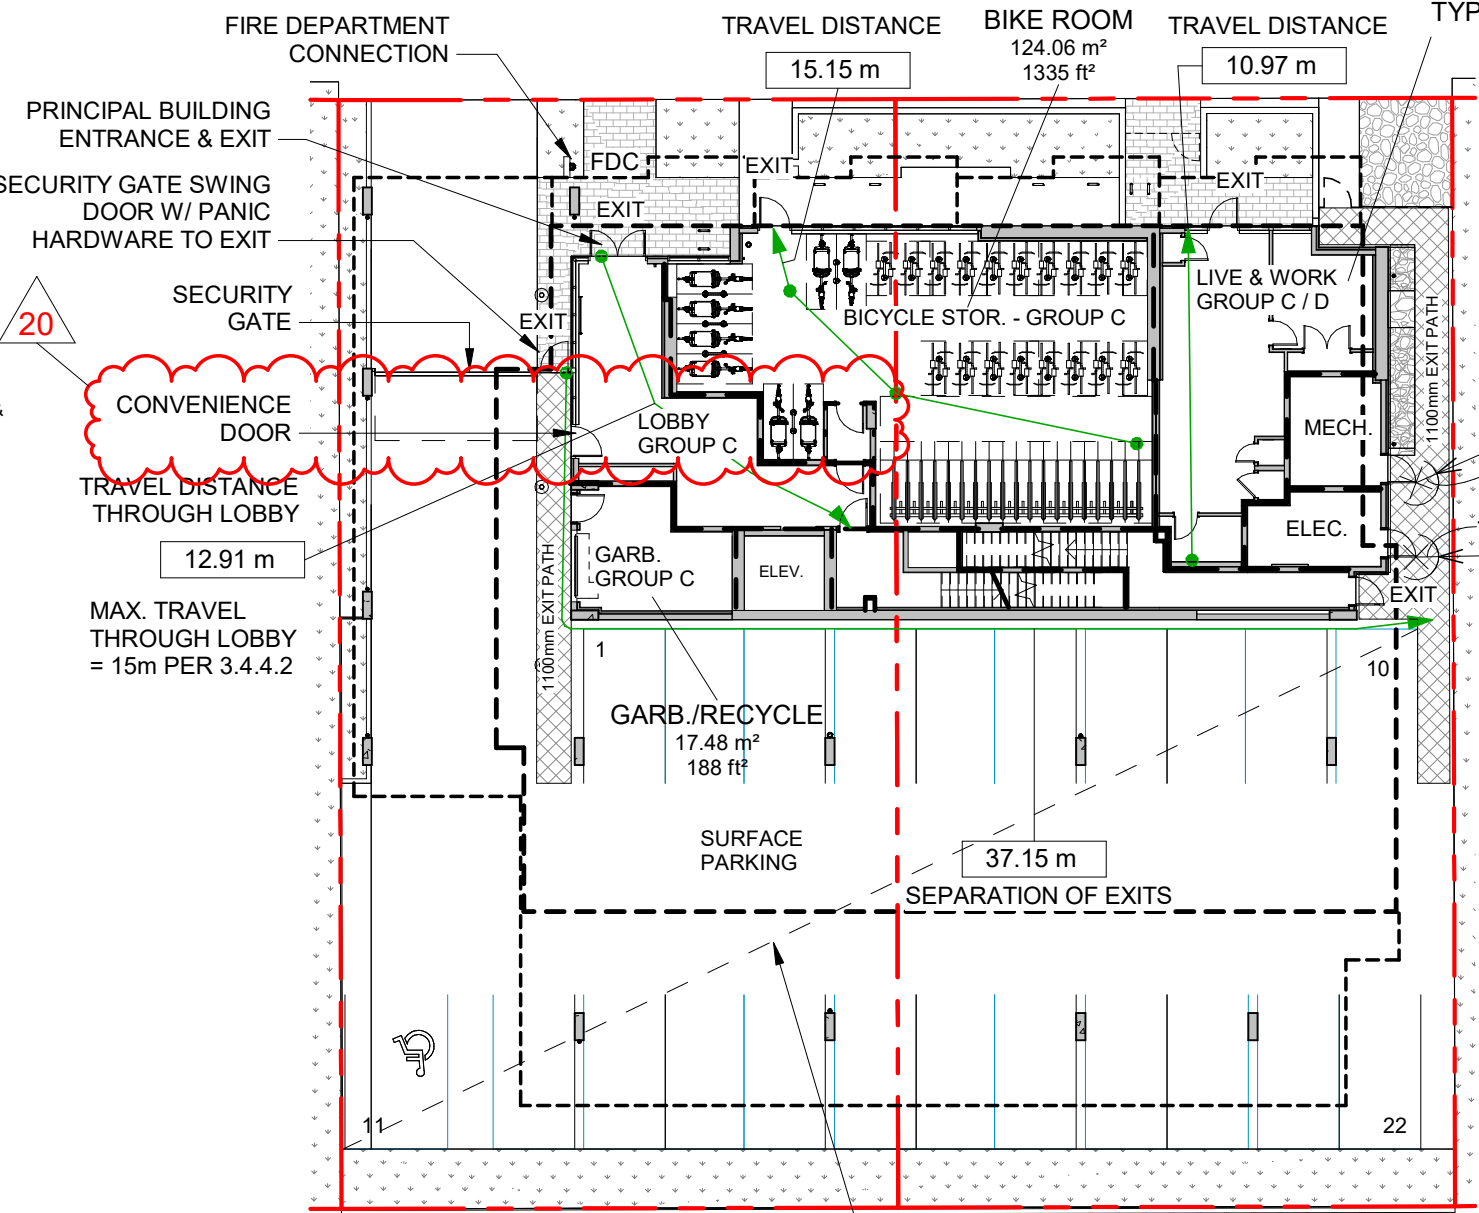 FIRE DEPARTMENT
CONNECTION
TRAVEL DISTANCE
15.15 m
BIKE ROOM
124.06 m²
1335 ft²
TRAVEL DISTANCE
10.97 m
TYP
PRINCIPAL BUILDING
ENTRANCE & EXIT
SECURITY GATE SWING
DOOR W/ PANIC
HARDWARE TO EXIT
FDC
EXIT
EXIT
EXIT
20
SECURITY
GATE
EXIT
LIVE & WORK
GROUP C / D
BICYCLE STOR. - GROUP C
1100mm EXIT PATH
&
CONVENIENCE
DOOR
LOBBY
GROUP C
MECH.
TRAVEL DISTANCE
THROUGH LOBBY
12.91 m
ELEC.
GARB.
GROUP C
ELEV.
EXIT
1100mm EXIT PATH
MAX. TRAVEL
THROUGH LOBBY
= 15m PER 3.4.4.2
1
10
GARB./RECYCLE
17.48 m²
188 ft²
SURFACE
PARKING
37.15 m
SEPARATION OF EXITS
11
22